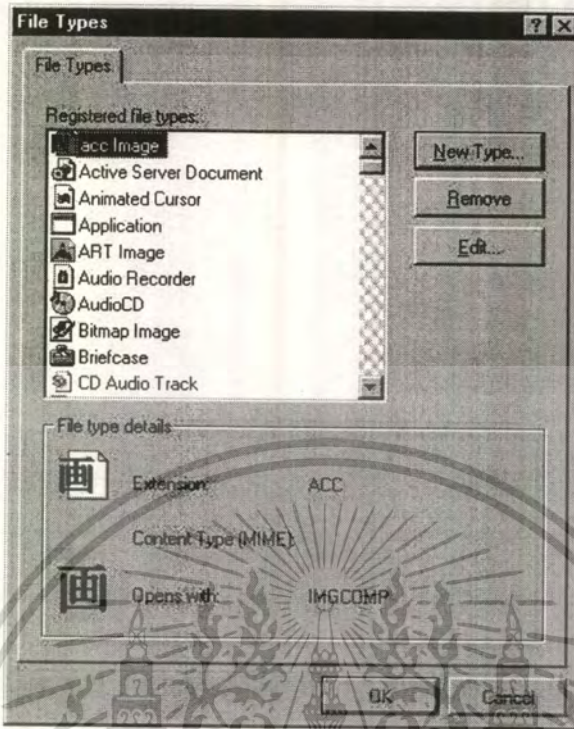 File Types
File Types
Registered file types:
acc Image
Active Server Document
Animated Cursor
Application
ART Image
Audio Recorder
AudioCD
Bitmap Image
Briefcase
CD Audio Track
New Type...
Remove
Edit...
File type details
画
Extension: ACC
Content Type (MIME):
画
Opens with: IMGCOMP
OK
Cancel